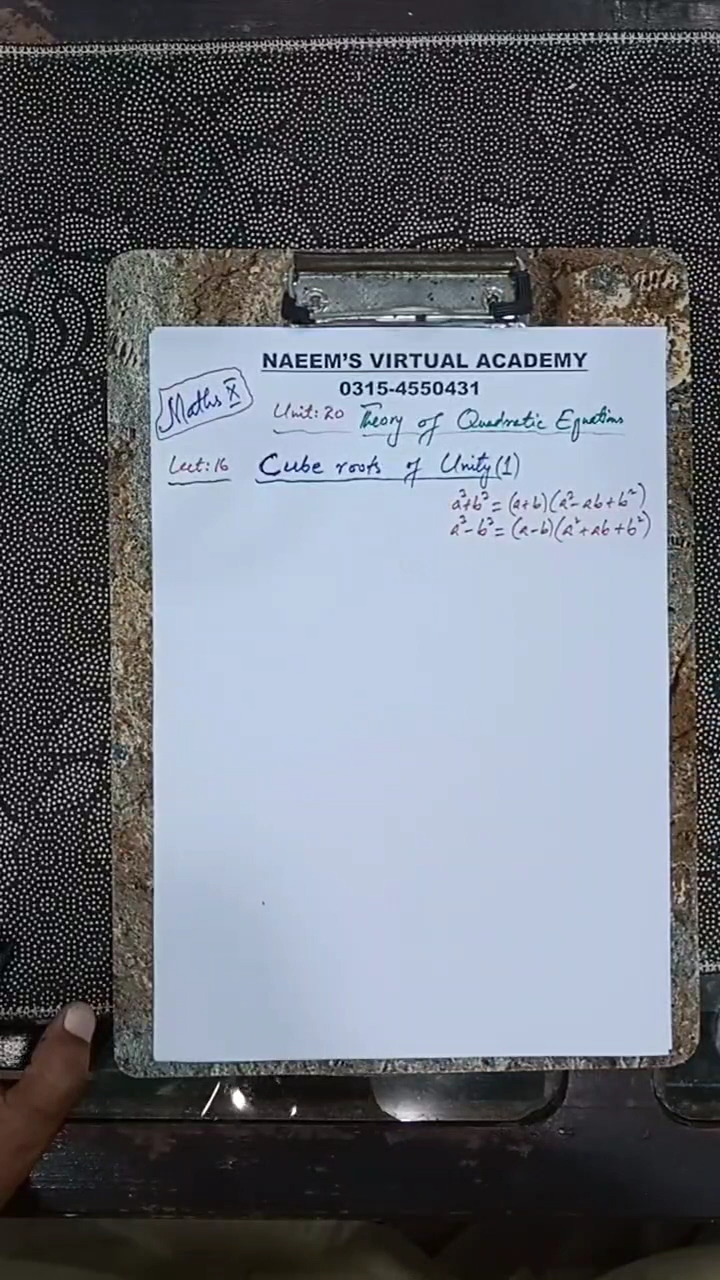 NAEEM'S VIRTUAL ACADEMY
0315-4550431
Maths X
Unit: 20 Theory of Quadratic Equations
Lect: 16 Cube roots of Unity (1)
a³+b³ = (a+b)(a²-ab+b²)
a³-b³ = (a-b)(a²+ab+b²)